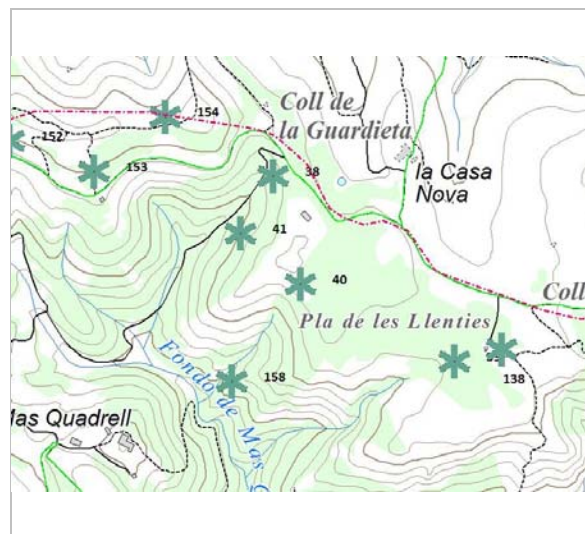 154
Coll de
la Guardieta
152
153
38
la Casa
Nova
41
40
Coll
Pla de les Llenties
138
158
Fondo de Mas
Mas Quadrell